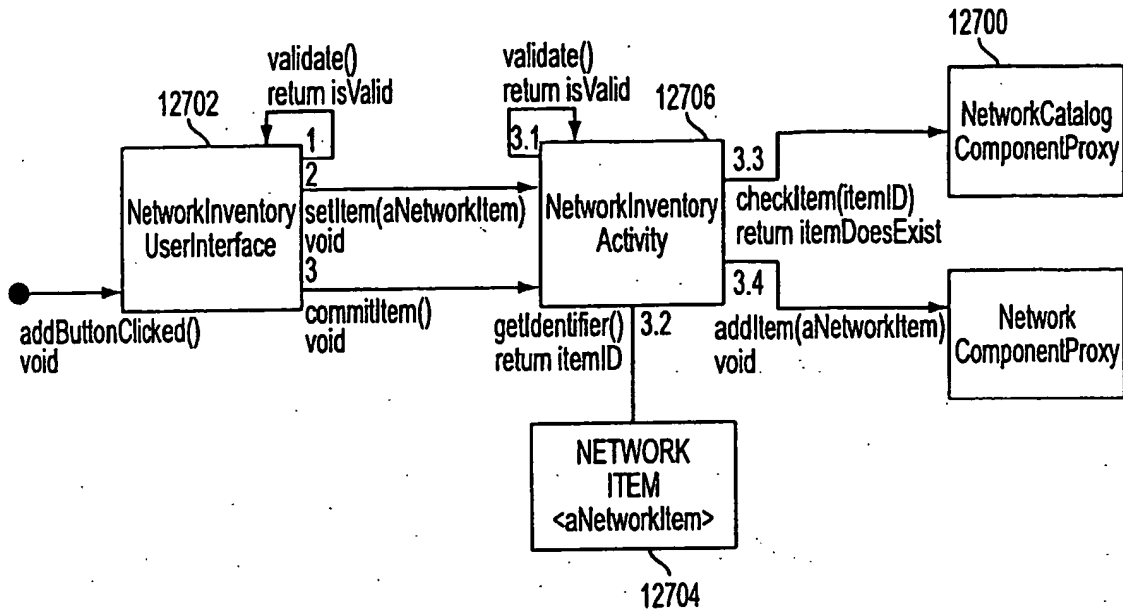 12700
validate()
return isValid
validate()
return isValid
12702
12706
1
3.1
NetworkCatalog
ComponentProxy
3.3
2
NetworkInventory
UserInterface
setItem(aNetworkItem)
void
NetworkInventory
Activity
checkItem(itemID)
return itemDoesExist
3
3.4
addButtonClicked()
void
commitItem()
void
getIdentifier()
return itemID
3.2
addItem(aNetworkItem)
void
Network
ComponentProxy
NETWORK
ITEM
<aNetworkItem>
12704